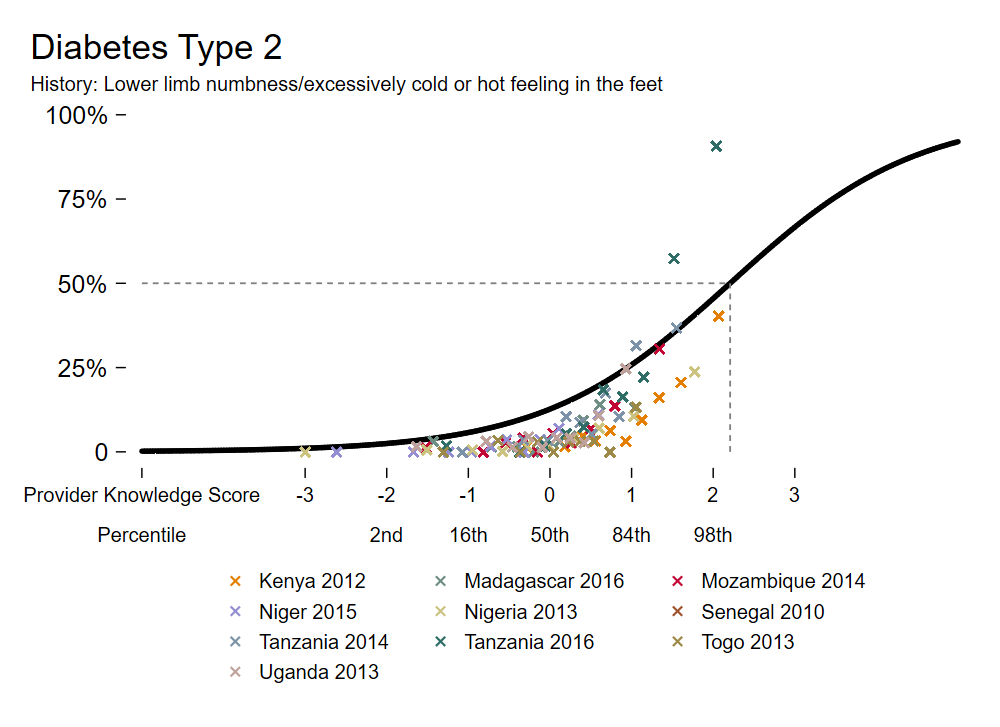 Diabetes Type 2
History: Lower limb numbness/excessively cold or hot feeling in the feet
100%
75%
50%
25%
0
Provider Knowledge Score -3 -2 -1 0 1 2 3
Percentile 2nd 16th 50th 84th 98th
Kenya 2012 Madagascar 2016 Mozambique 2014
Niger 2015 Nigeria 2013 Senegal 2010
Tanzania 2014 Tanzania 2016 Togo 2013
Uganda 2013